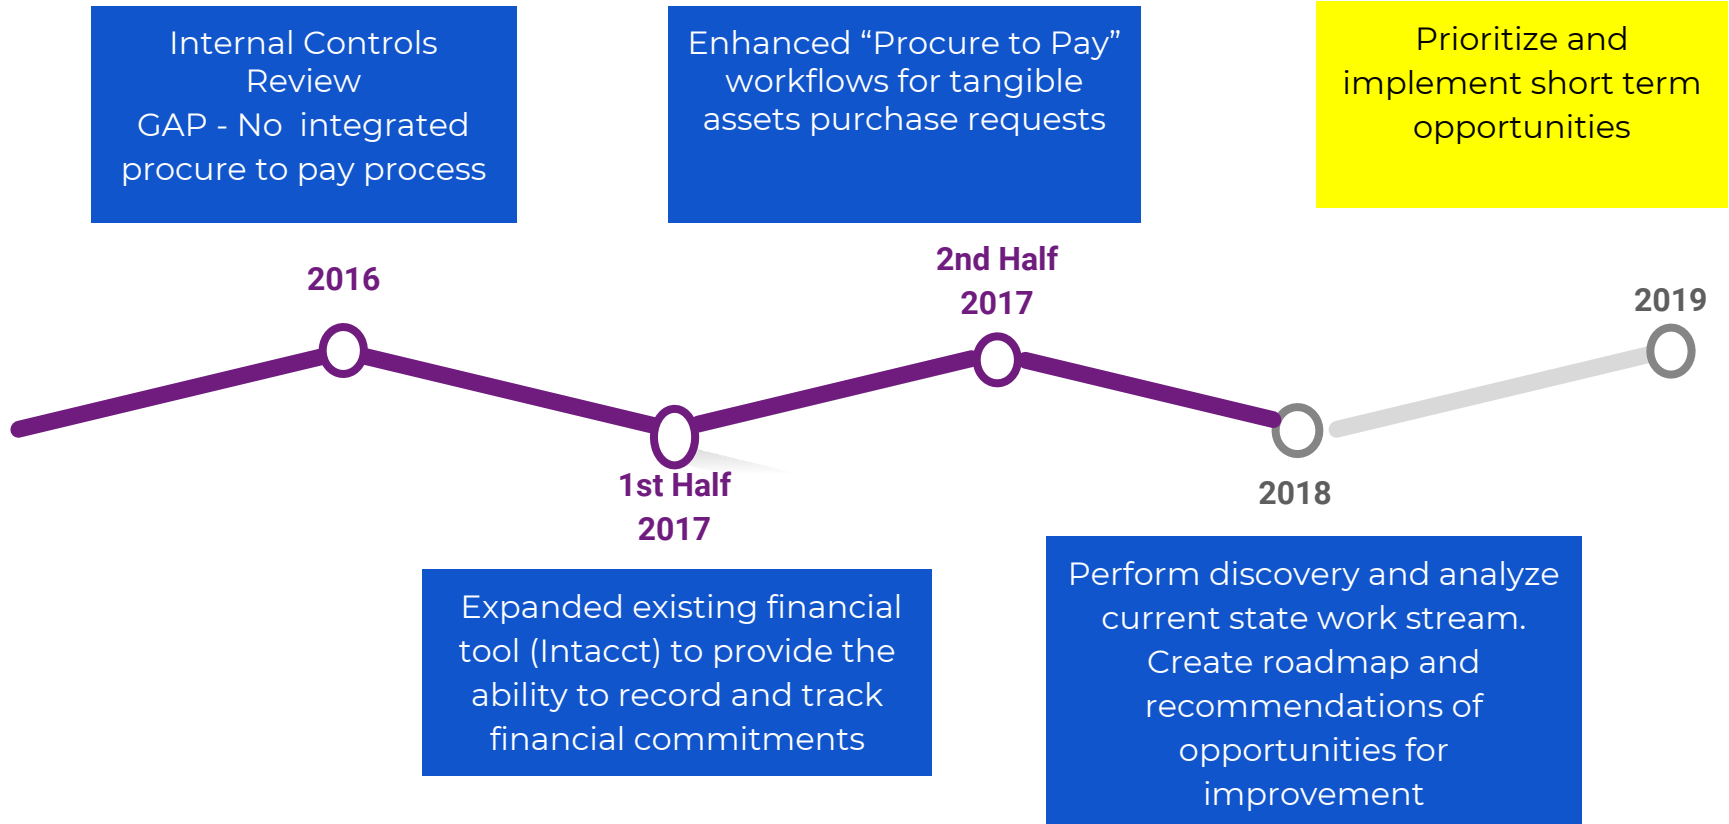 Internal Controls
Review
GAP - No  integrated
procure to pay process
2016
1st Half
2017
Expanded existing financial
tool (Intacct) to provide the
ability to record and track
financial commitments
Enhanced “Procure to Pay”
workflows for tangible
assets purchase requests
2nd Half
2017
2018
Perform discovery and analyze
current state work stream.
Create roadmap and
recommendations of
opportunities for
improvement
Prioritize and
implement short term
opportunities
2019